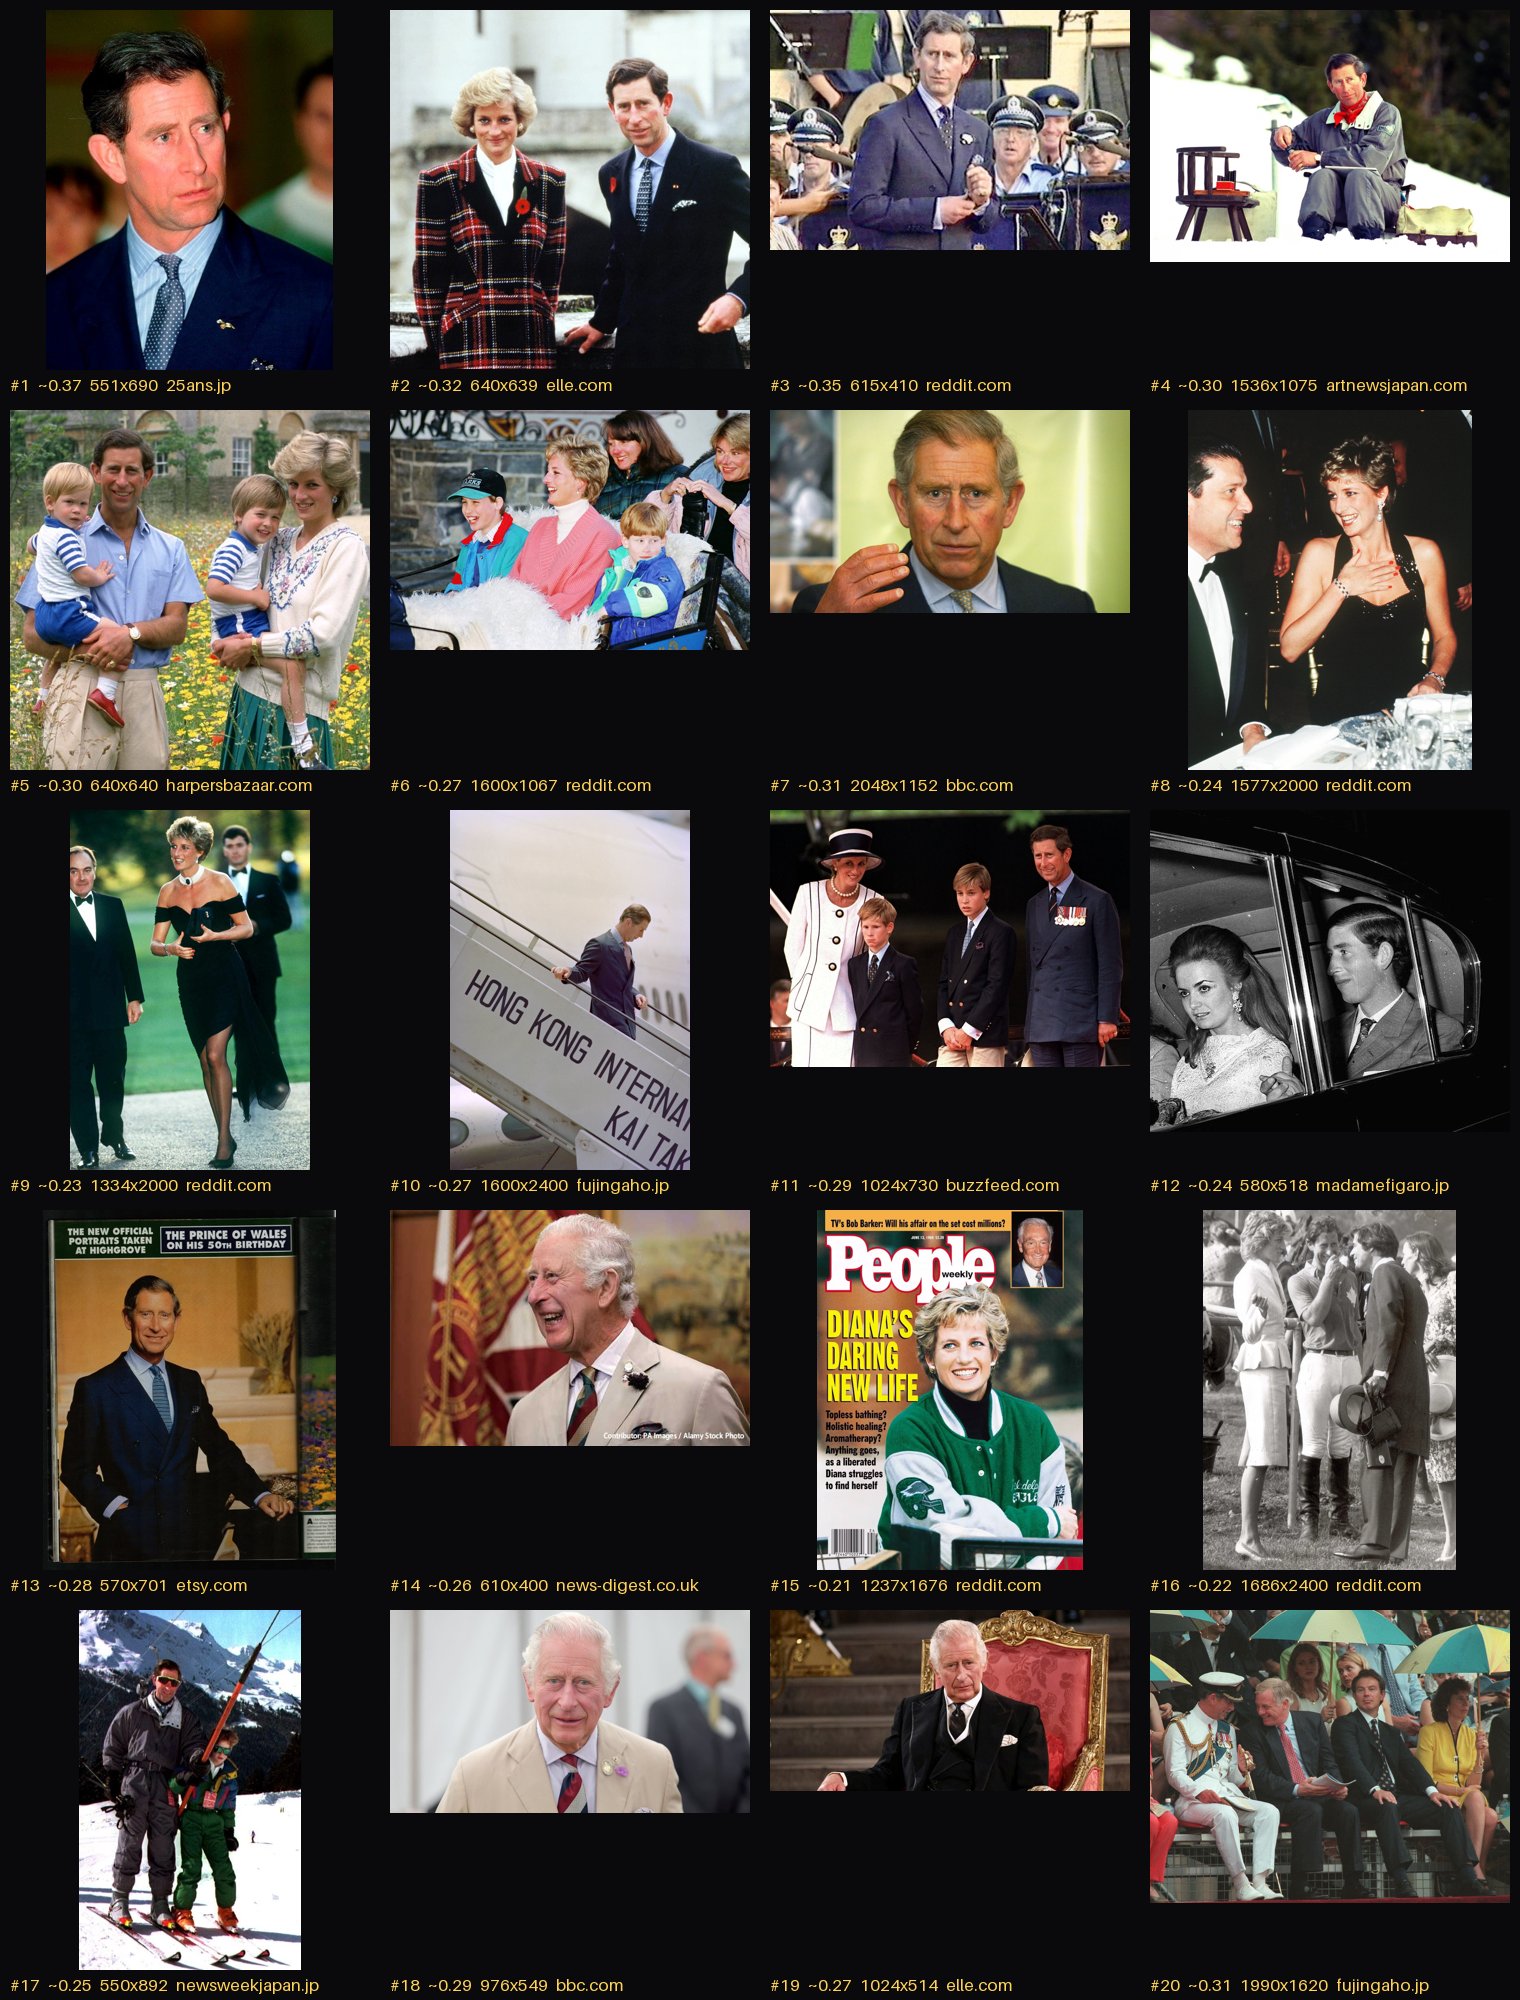 #1 ~0.37 551x690 25ans.jp
#2 ~0.32 640x639 elle.com
#3 ~0.35 615x410 reddit.com
#4 ~0.30 1536x1075 artnewsjapan.com
#5 ~0.30 640x640 harpersbazaar.com
#6 ~0.27 1600x1067 reddit.com
#7 ~0.31 2048x1152 bbc.com
#8 ~0.24 1577x2000 reddit.com
HONG KONG INTERNA
KAI TAK
#9 ~0.23 1334x2000 reddit.com
#10 ~0.27 1600x2400 fujingaho.jp
#11 ~0.29 1024x730 buzzfeed.com
#12 ~0.24 580x518 madamefigaro.jp
THE NEW OFFICIAL
PORTRAITS TAKEN
AT HIGHGROVE
THE PRINCE OF WALES
ON HIS 50TH BIRTHDAY
Contributor: PA Images / Alamy Stock Photo
TV's Bob Barker: Will his affair on the set cost millions?
People
weekly
DIANA'S
DARING
NEW LIFE
Topless bathing?
Holistic healing?
Aromatherapy?
Anything goes,
as a liberated
Diana struggles
to find herself
#13 ~0.28 570x701 etsy.com
#14 ~0.26 610x400 news-digest.co.uk
#15 ~0.21 1237x1676 reddit.com
#16 ~0.22 1686x2400 reddit.com
#17 ~0.25 550x892 newsweekjapan.jp
#18 ~0.29 976x549 bbc.com
#19 ~0.27 1024x514 elle.com
#20 ~0.31 1990x1620 fujingaho.jp